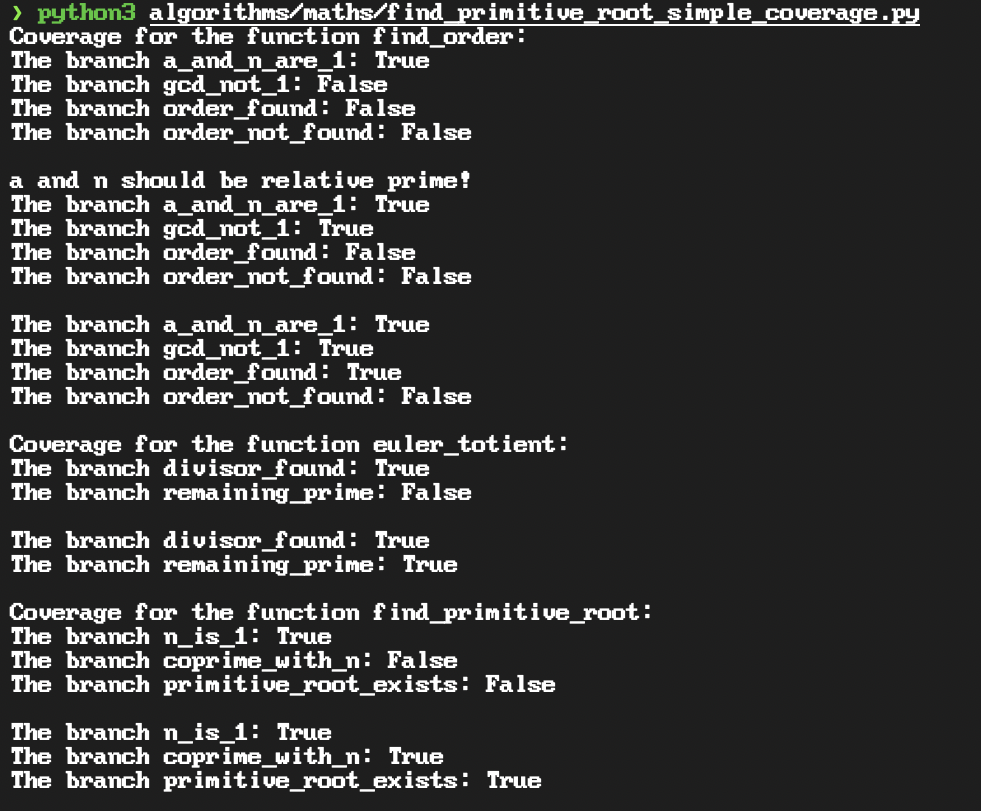 ❯ python3 algorithms/maths/find_primitive_root_simple_coverage.py
Coverage for the function find_order:
The branch a_and_n_are_1: True
The branch gcd_not_1: False
The branch order_found: False
The branch order_not_found: False
a and n should be relative prime!
The branch a_and_n_are_1: True
The branch gcd_not_1: True
The branch order_found: False
The branch order_not_found: False
The branch a_and_n_are_1: True
The branch gcd_not_1: True
The branch order_found: True
The branch order_not_found: False
Coverage for the function euler_totient:
The branch divisor_found: True
The branch remaining_prime: False
The branch divisor_found: True
The branch remaining_prime: True
Coverage for the function find_primitive_root:
The branch n_is_1: True
The branch coprime_with_n: False
The branch primitive_root_exists: False
The branch n_is_1: True
The branch coprime_with_n: True
The branch primitive_root_exists: True